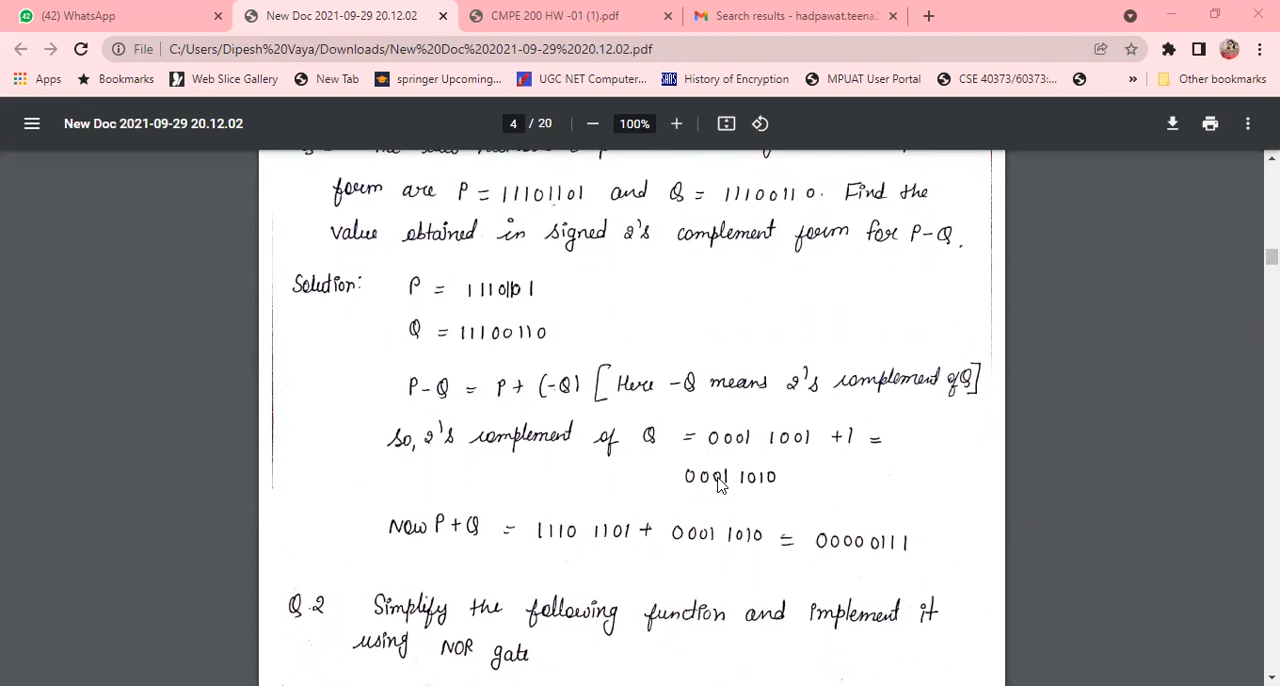 (42) WhatsApp
New Doc 2021-09-29 20.12.02
CMPE 200 HW -01 (1).pdf
Search results - hadpawat.teena2
File C:/Users/Dipesh%20Vaya/Downloads/New%20Doc%202021-09-29%2020.12.02.pdf
Apps Bookmarks Web Slice Gallery New Tab springer Upcoming... UGC NET Computer... History of Encryption MPUAT User Portal CSE 40373/60373:... » Other bookmarks
New Doc 2021-09-29 20.12.02
4 / 20
100%
form are P = 11101101 and Q = 11100110. Find the
value obtained in signed 2's complement form for P-Q.
Solution: P = 11101101
Q = 11100110
P-Q = P+ (-Q) [Here -Q means 2's complement of Q]
So, 2's complement of Q = 0001 1001 +1 =
0001 1010
Now P+Q = 1110 1101 + 0001 1010 = 00000111
Q.2 Simplify the following function and implement it
using NOR gate